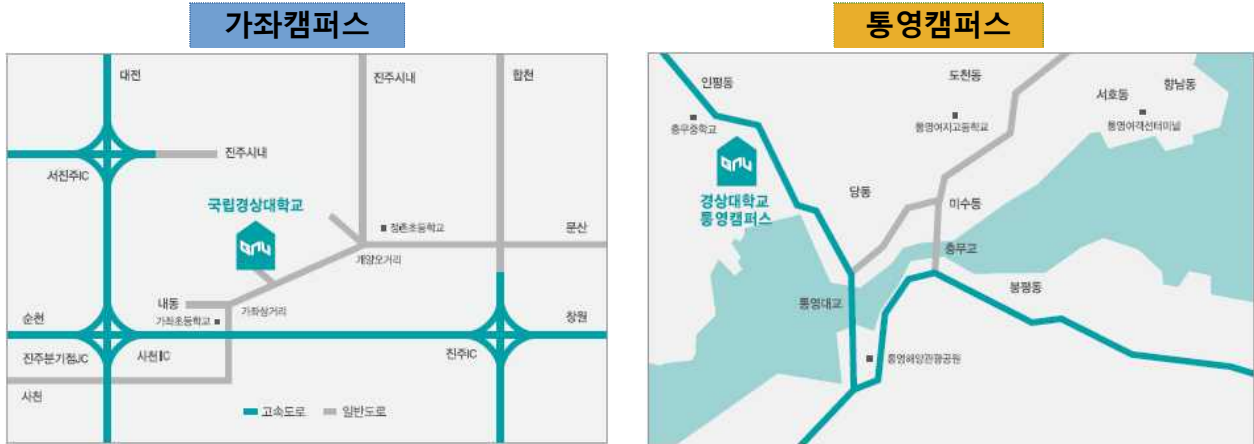 가좌캠퍼스
대전
진주시내
합천
서진주IC
진주시내
국립경상대학교
gnu
정촌초등학교
문산
개양오거리
내동
가좌삼거리
순천
가좌초등학교
창원
진주분기점JC
사천IC
진주IC
사천
고속도로
일반도로
통영캠퍼스
인평동
도천동
서호동
항남동
충무중학교
통영여자고등학교
통영여객선터미널
gnu
경상대학교
통영캠퍼스
당동
미수동
충무교
통영대교
봉평동
통영해양관광공원